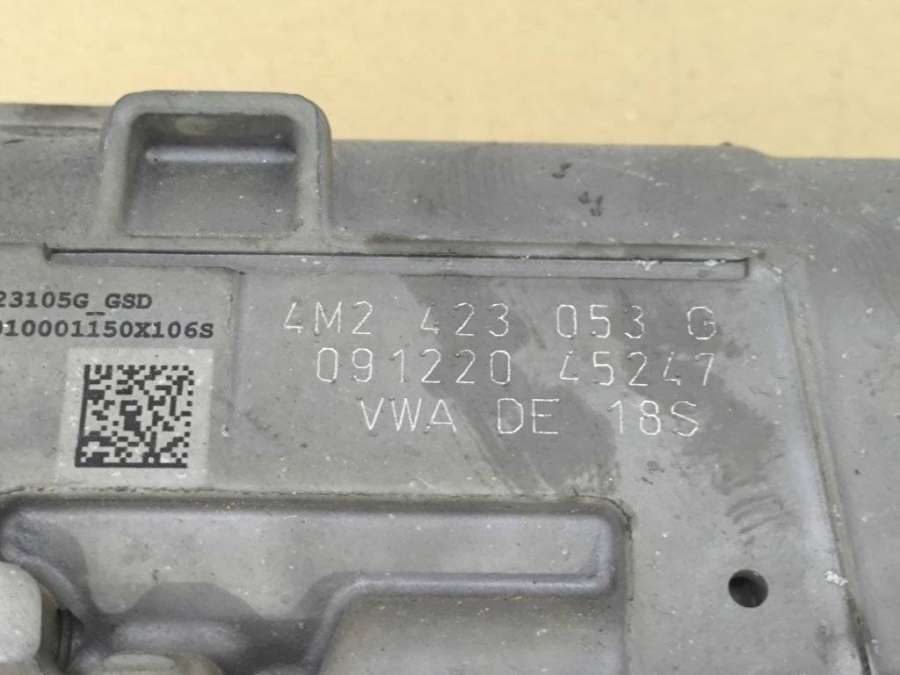 23105G_GSD
010001150X106S
4M2 423 053 G
091220 45247
VWA DE 18S